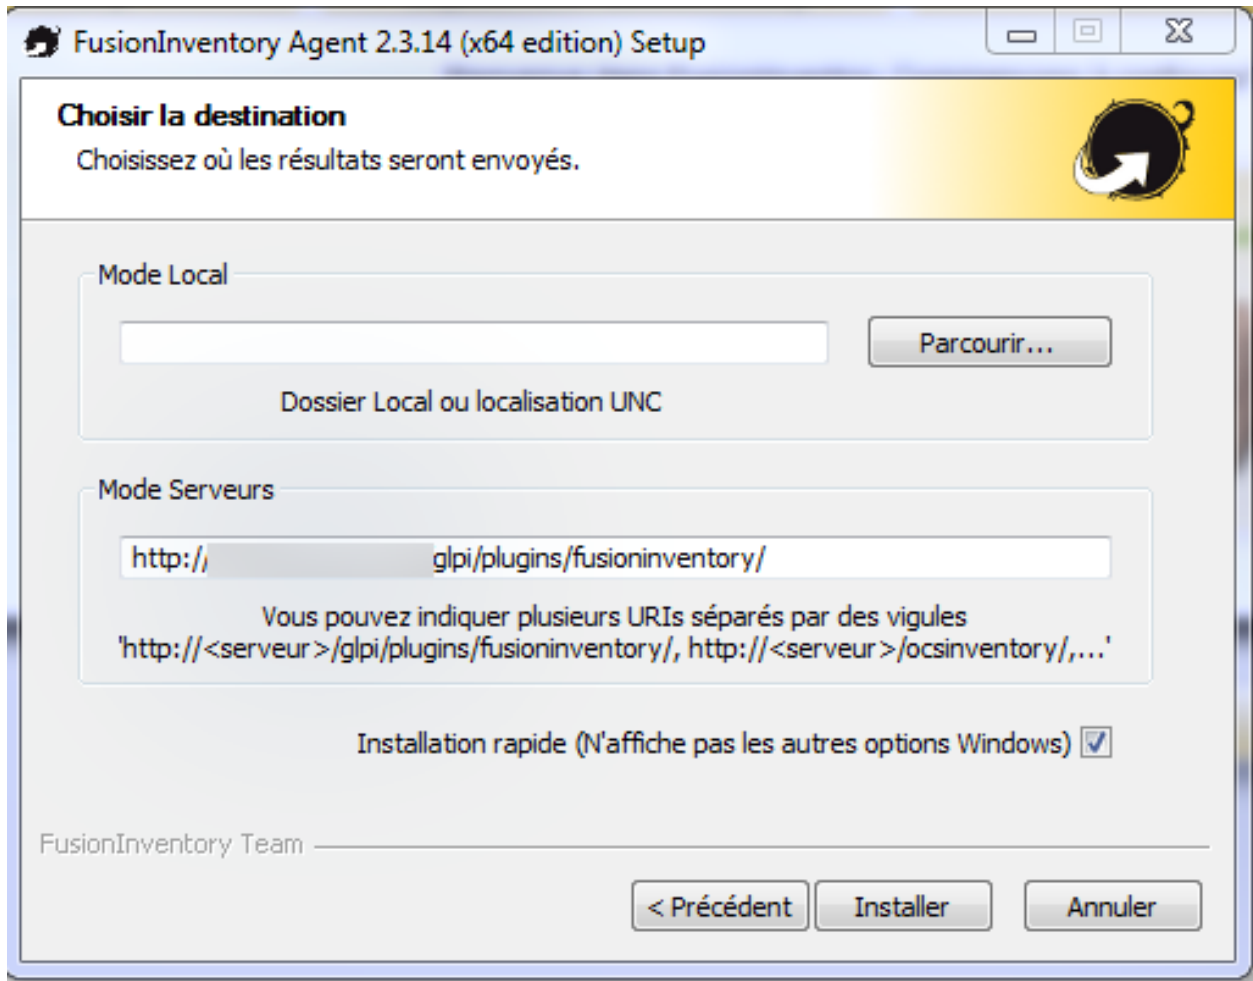 FusionInventory Agent 2.3.14 (x64 edition) Setup
Choisir la destination
Choisissez où les résultats seront envoyés.
Mode Local
Parcourir...
Dossier Local ou localisation UNC
Mode Serveurs
http:// glpi/plugins/fusioninventory/
Vous pouvez indiquer plusieurs URIs séparés par des vigules
'http://<serveur>/glpi/plugins/fusioninventory/, http://<serveur>/ocsinventory/,...'
Installation rapide (N'affiche pas les autres options Windows)
FusionInventory Team
< Précédent
Installer
Annuler